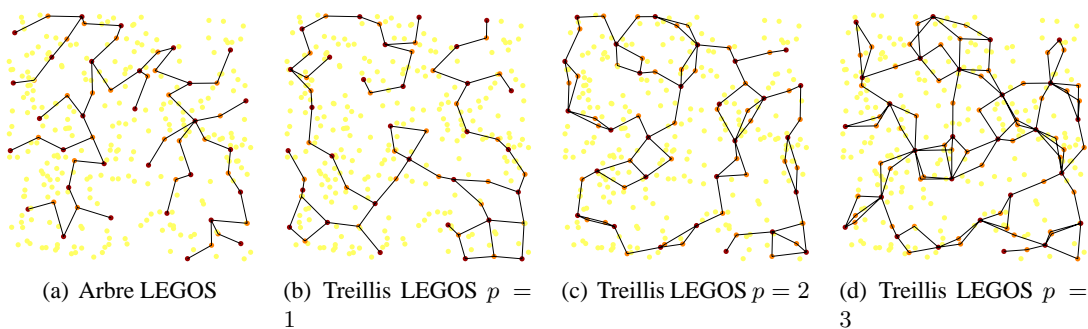 (a) Arbre LEGOS
(b) Treillis LEGOS p =
1
(c) Treillis LEGOS p = 2
(d) Treillis LEGOS p =
3